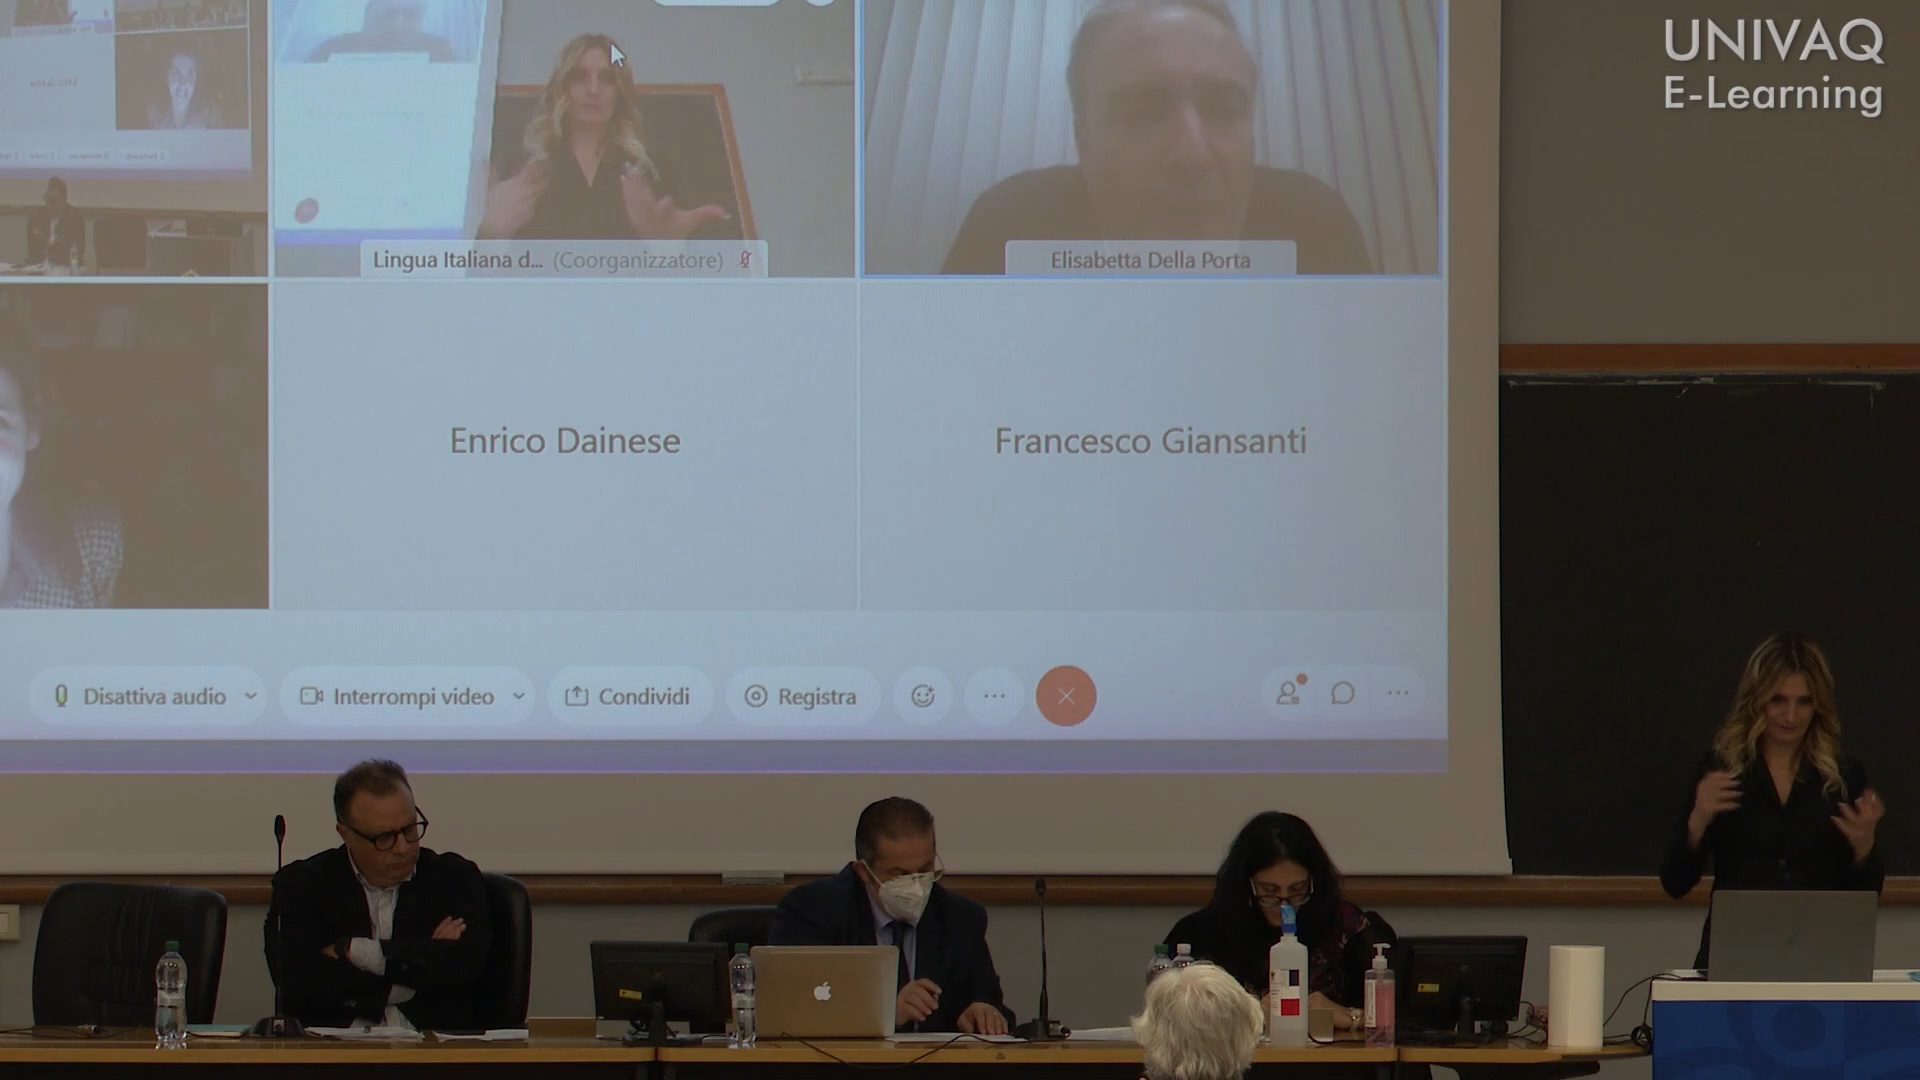 UNIVAQ
E-Learning
Lingua Italiana d... (Coorganizzatore)
Elisabetta Della Porta
Enrico Dainese
Francesco Giansanti
Disattiva audio
Interrompi video
Condividi
Registra